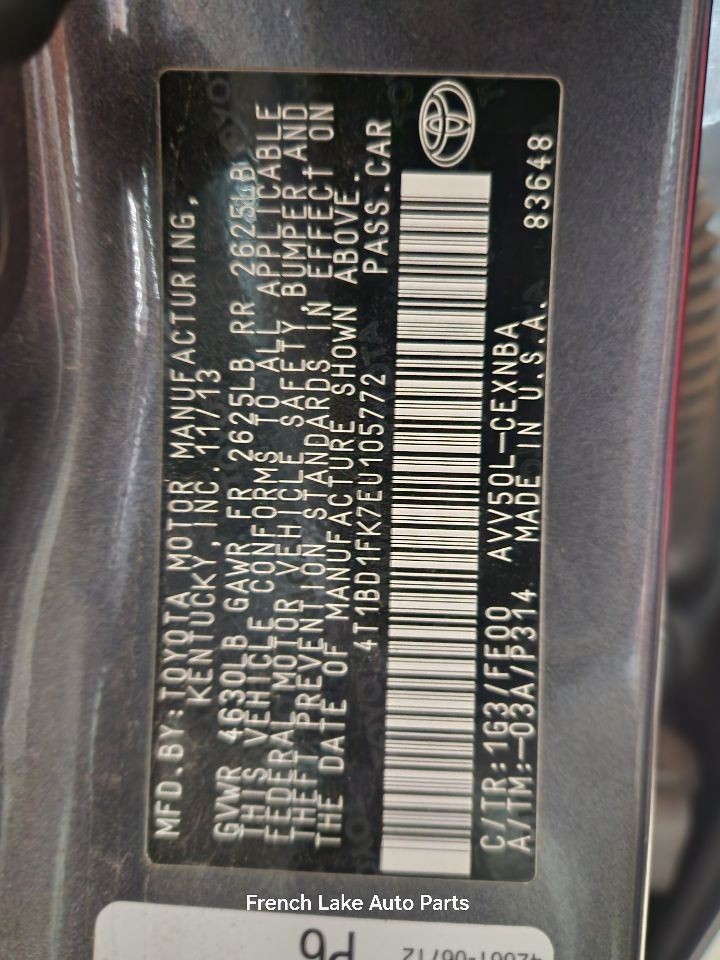 MFD.BY:TOYOTA MOTOR MANUFACTURING,
KENTUCKY,INC.11/13
GVWR 4630LB GAWR FR 2625LB RR 2625LB
THIS VEHICLE CONFORMS TO ALL APPLICABLE
FEDERAL MOTOR VEHICLE SAFETY,BUMPER AND
THEFT PREVENTION STANDARDS IN EFFECT ON
THE DATE OF MANUFACTURE SHOWN ABOVE.
4T1BD1FK7EU105772 PASS.CAR
C/TR:1G3/FE00 AVV50L-CEXNBA
A/TM:-03A/P314 MADE IN U.S.A. 83648
French Lake Auto Parts